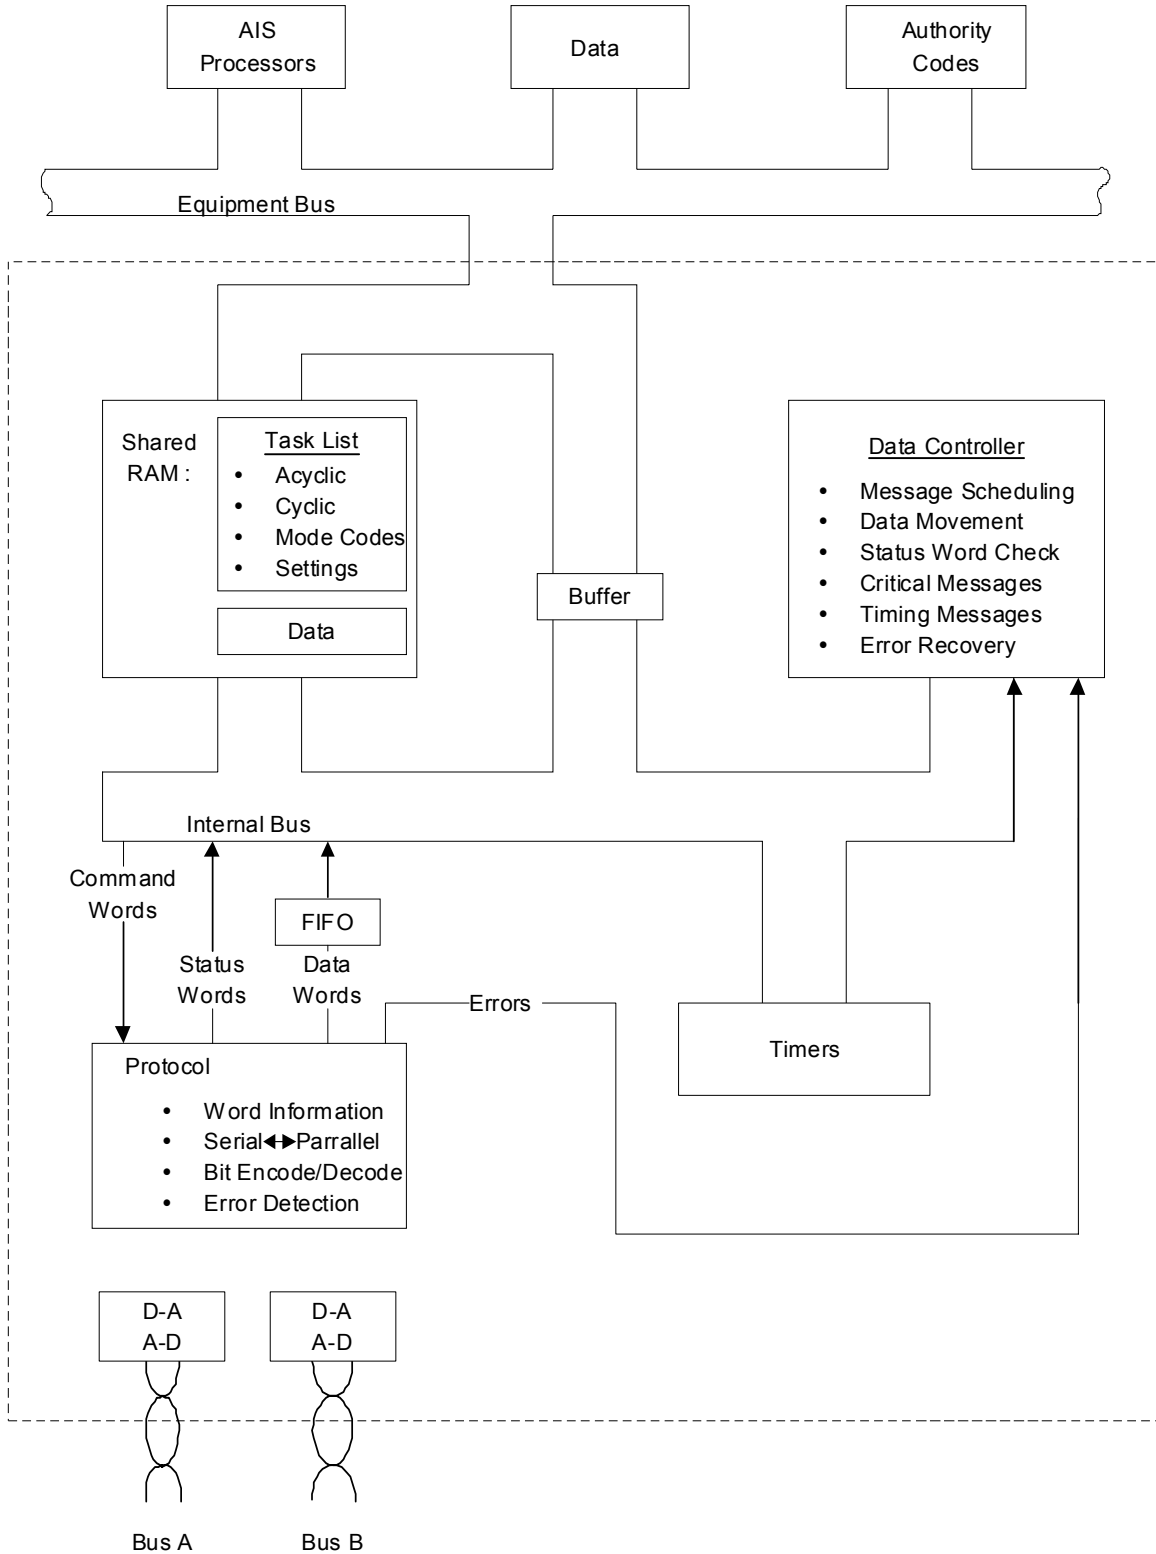 AIS
Processors
Data
Authority
Codes
Equipment Bus
Shared
RAM :
Task List
• Acyclic
• Cyclic
• Mode Codes
• Settings
Data
Buffer
Data Controller
• Message Scheduling
• Data Movement
• Status Word Check
• Critical Messages
• Timing Messages
• Error Recovery
Internal Bus
Command
Words
Status
Words
FIFO
Data
Words
Errors
Timers
Protocol
• Word Information
• Serial↔Parrallel
• Bit Encode/Decode
• Error Detection
D-A
A-D
D-A
A-D
Bus A
Bus B